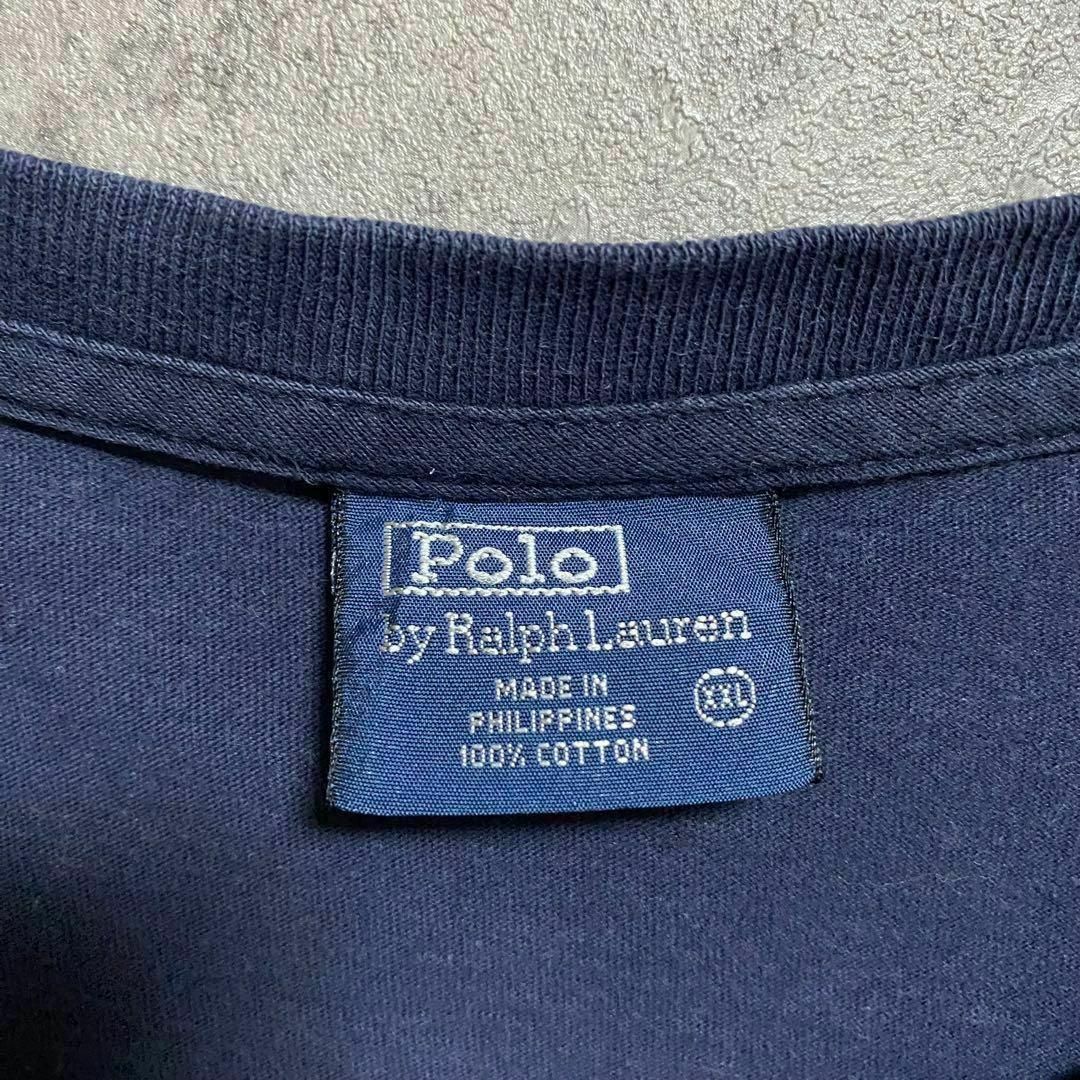 Polo
by Ralph Lauren
MADE IN
PHILIPPINES
100% COTTON
XXL